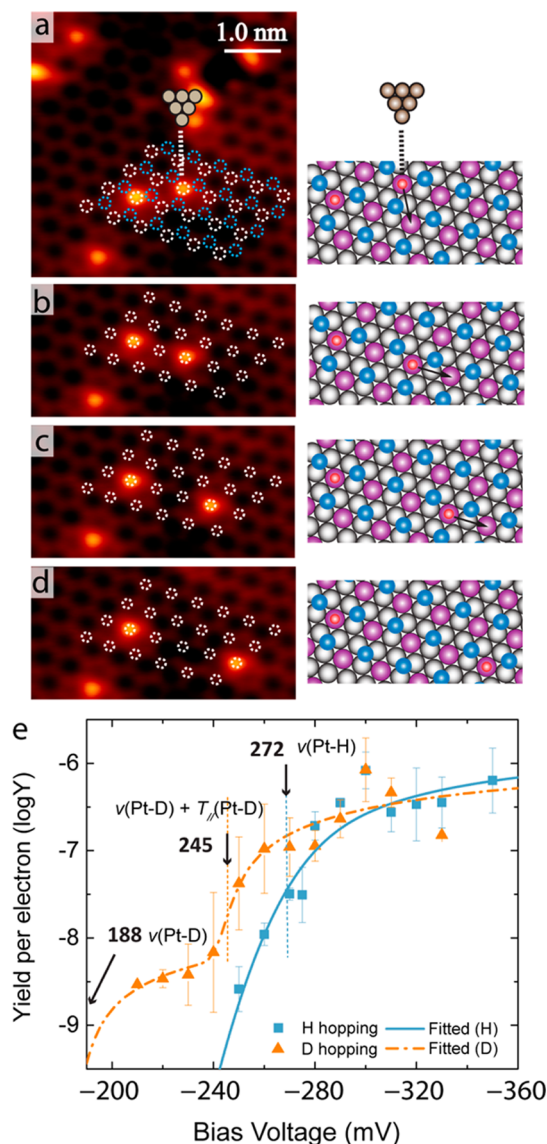 a
1.0 nm
b
c
d
e
272 ν(Pt-H)
ν(Pt-D) + T//(Pt-D)
245
188 ν(Pt-D)
Yield per electron (logY)
-6
-7
-8
-9
H hopping
Fitted (H)
D hopping
Fitted (D)
−200 −240 −280 −320 −360
Bias Voltage (mV)